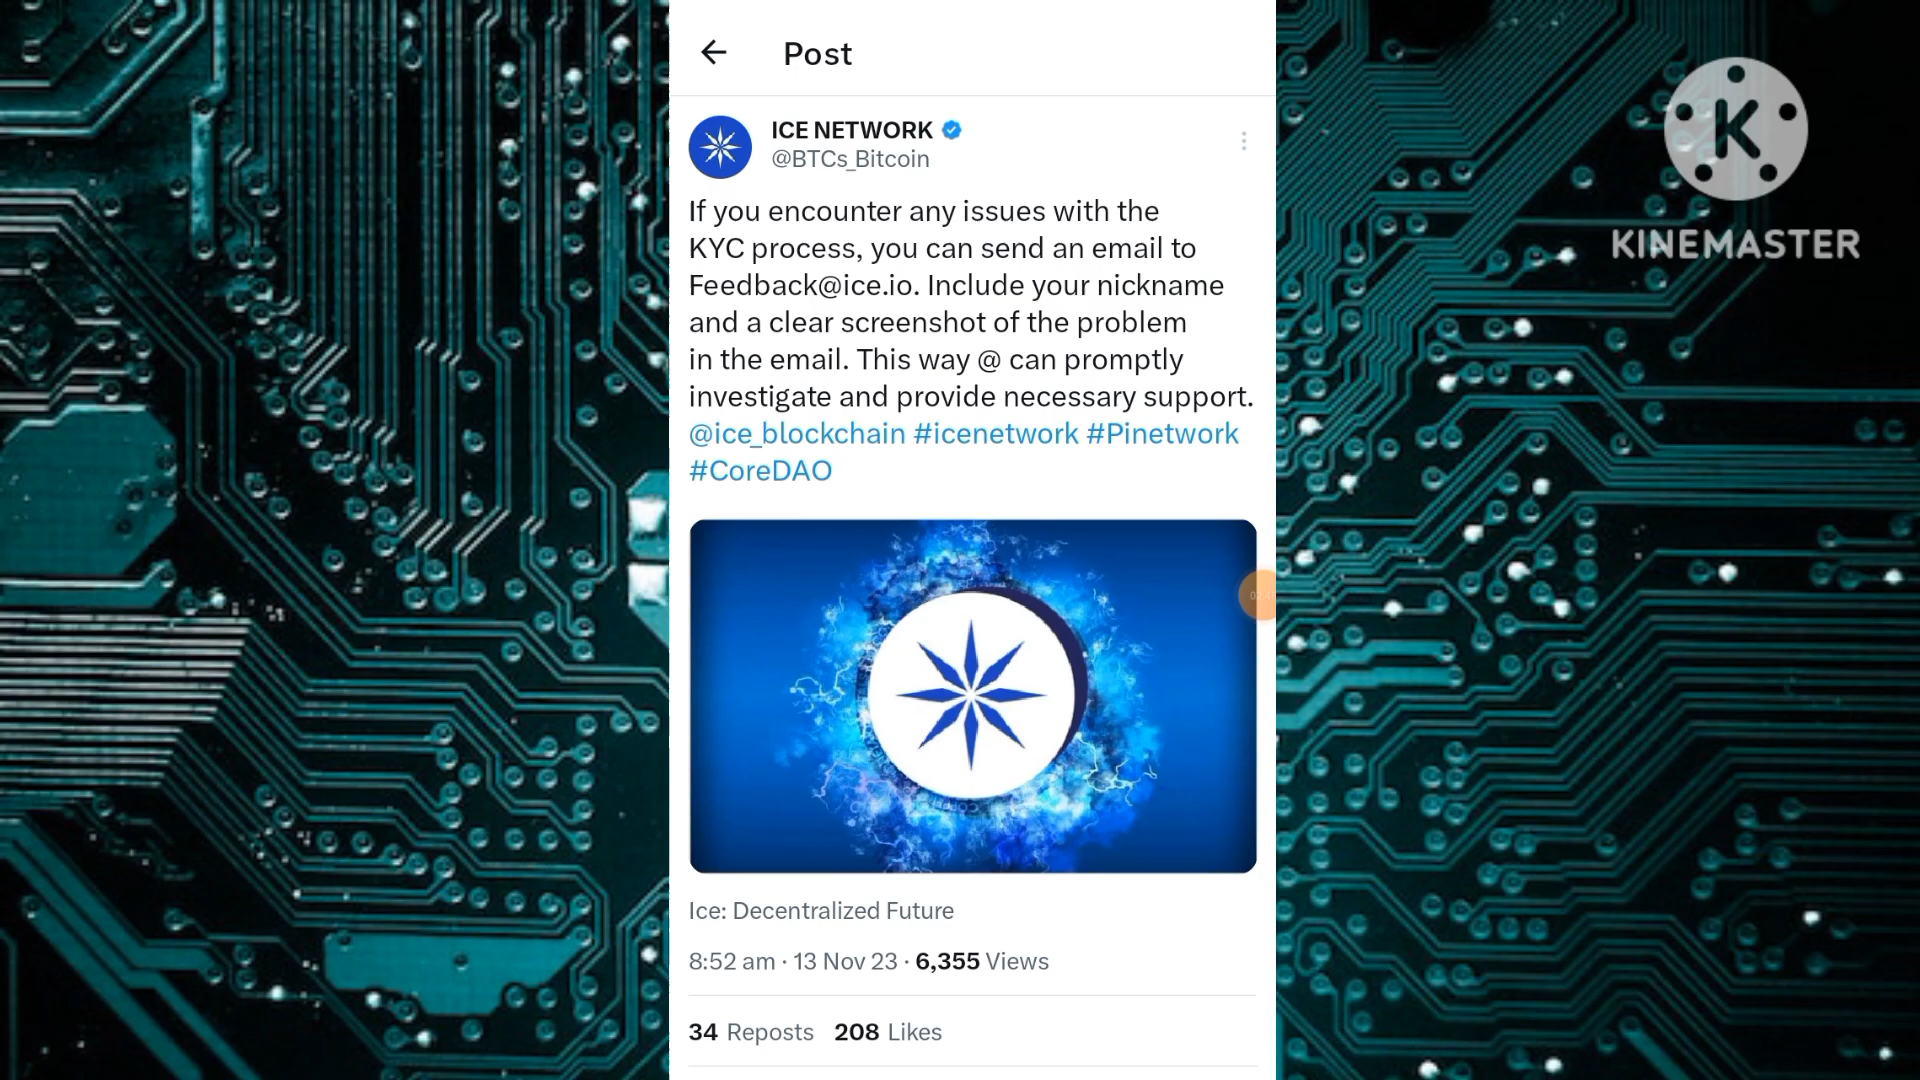 Post
ICE NETWORK
@BTCs_Bitcoin
If you encounter any issues with the
KYC process, you can send an email to
Feedback@ice.io. Include your nickname
and a clear screenshot of the problem
in the email. This way @ can promptly
investigate and provide necessary support.
@ice_blockchain #icenetwork #Pinetwork
#CoreDAO
Ice: Decentralized Future
8:52 am · 13 Nov 23 · 6,355 Views
34 Reposts 208 Likes
K
KINEMASTER